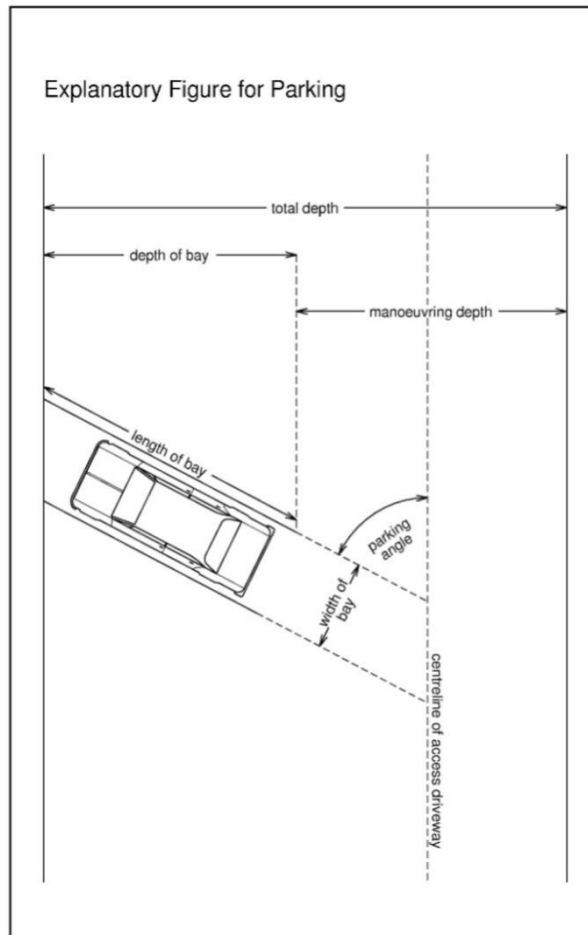 Explanatory Figure for Parking
total depth
depth of bay
manoeuvring depth
length of bay
parking
angle
width of
bay
centreline of access driveway